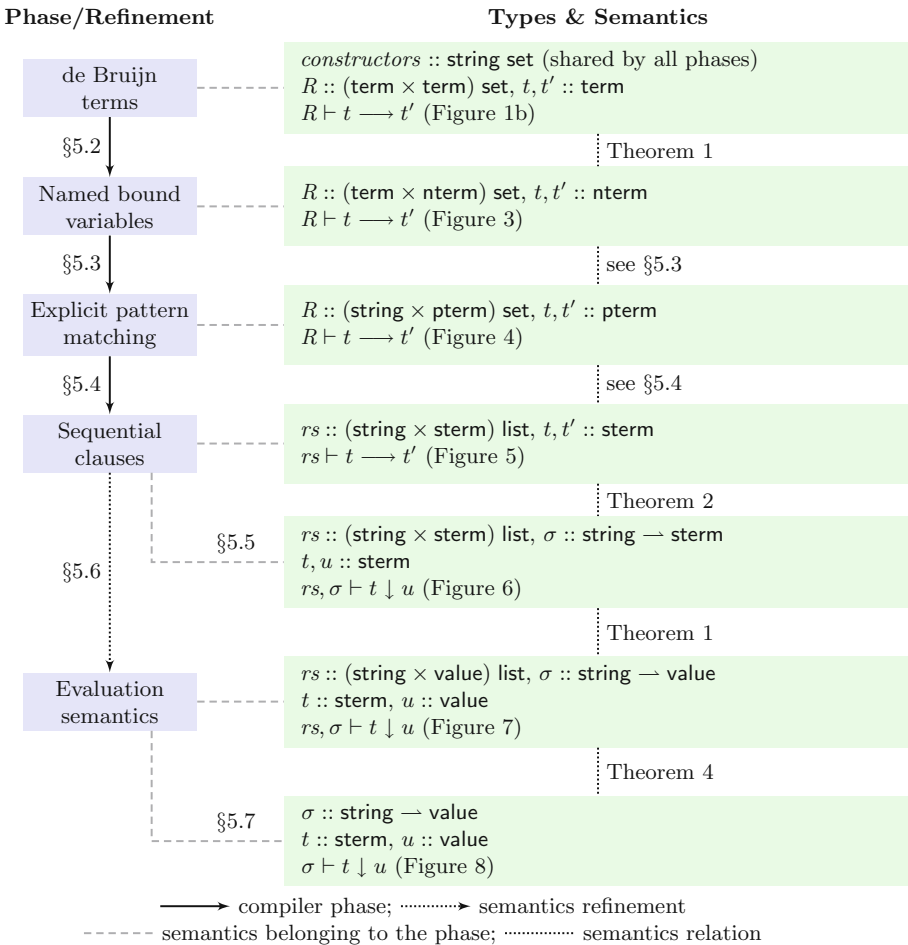 Phase/Refinement
Types & Semantics
de Bruijn
terms
constructors :: string set (shared by all phases)
R :: (term × term) set, t, t′ :: term
R ⊢ t ⟶ t′ (Figure 1b)
§5.2
Theorem 1
Named bound
variables
R :: (term × nterm) set, t, t′ :: nterm
R ⊢ t ⟶ t′ (Figure 3)
§5.3
see §5.3
Explicit pattern
matching
R :: (string × pterm) set, t, t′ :: pterm
R ⊢ t ⟶ t′ (Figure 4)
§5.4
see §5.4
Sequential
clauses
rs :: (string × sterm) list, t, t′ :: sterm
rs ⊢ t ⟶ t′ (Figure 5)
Theorem 2
§5.5
rs :: (string × sterm) list, σ :: string ⇀ sterm
t, u :: sterm
rs, σ ⊢ t ↓ u (Figure 6)
§5.6
Theorem 1
Evaluation
semantics
rs :: (string × value) list, σ :: string ⇀ value
t :: sterm, u :: value
rs, σ ⊢ t ↓ u (Figure 7)
Theorem 4
§5.7
σ :: string ⇀ value
t :: sterm, u :: value
σ ⊢ t ↓ u (Figure 8)
compiler phase; semantics refinement
semantics belonging to the phase; semantics relation